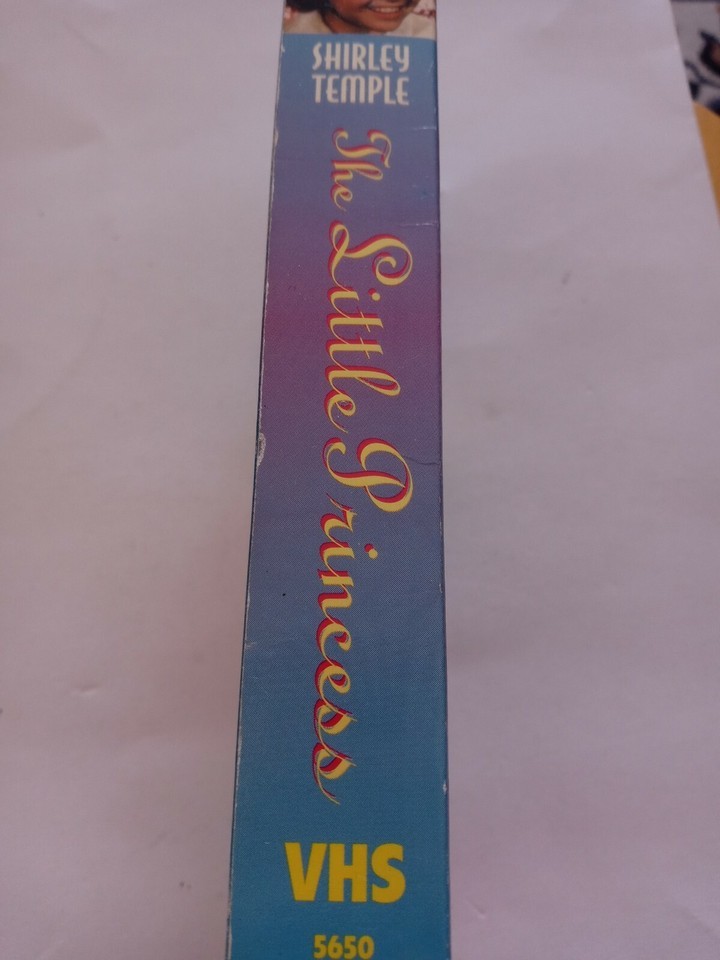 SHIRLEY
TEMPLE
The Little Princess
VHS
5650